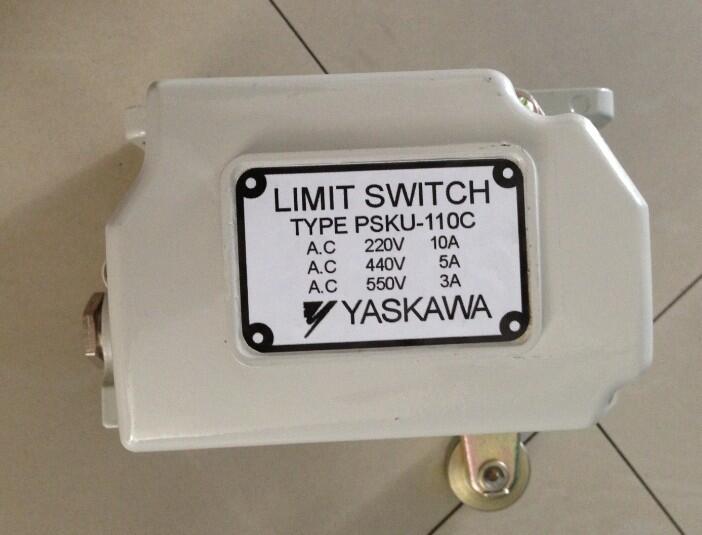 LIMIT SWITCH
TYPE PSKU-110C
A.C 220V 10A
A.C 440V 5A
A.C 550V 3A
YASKAWA